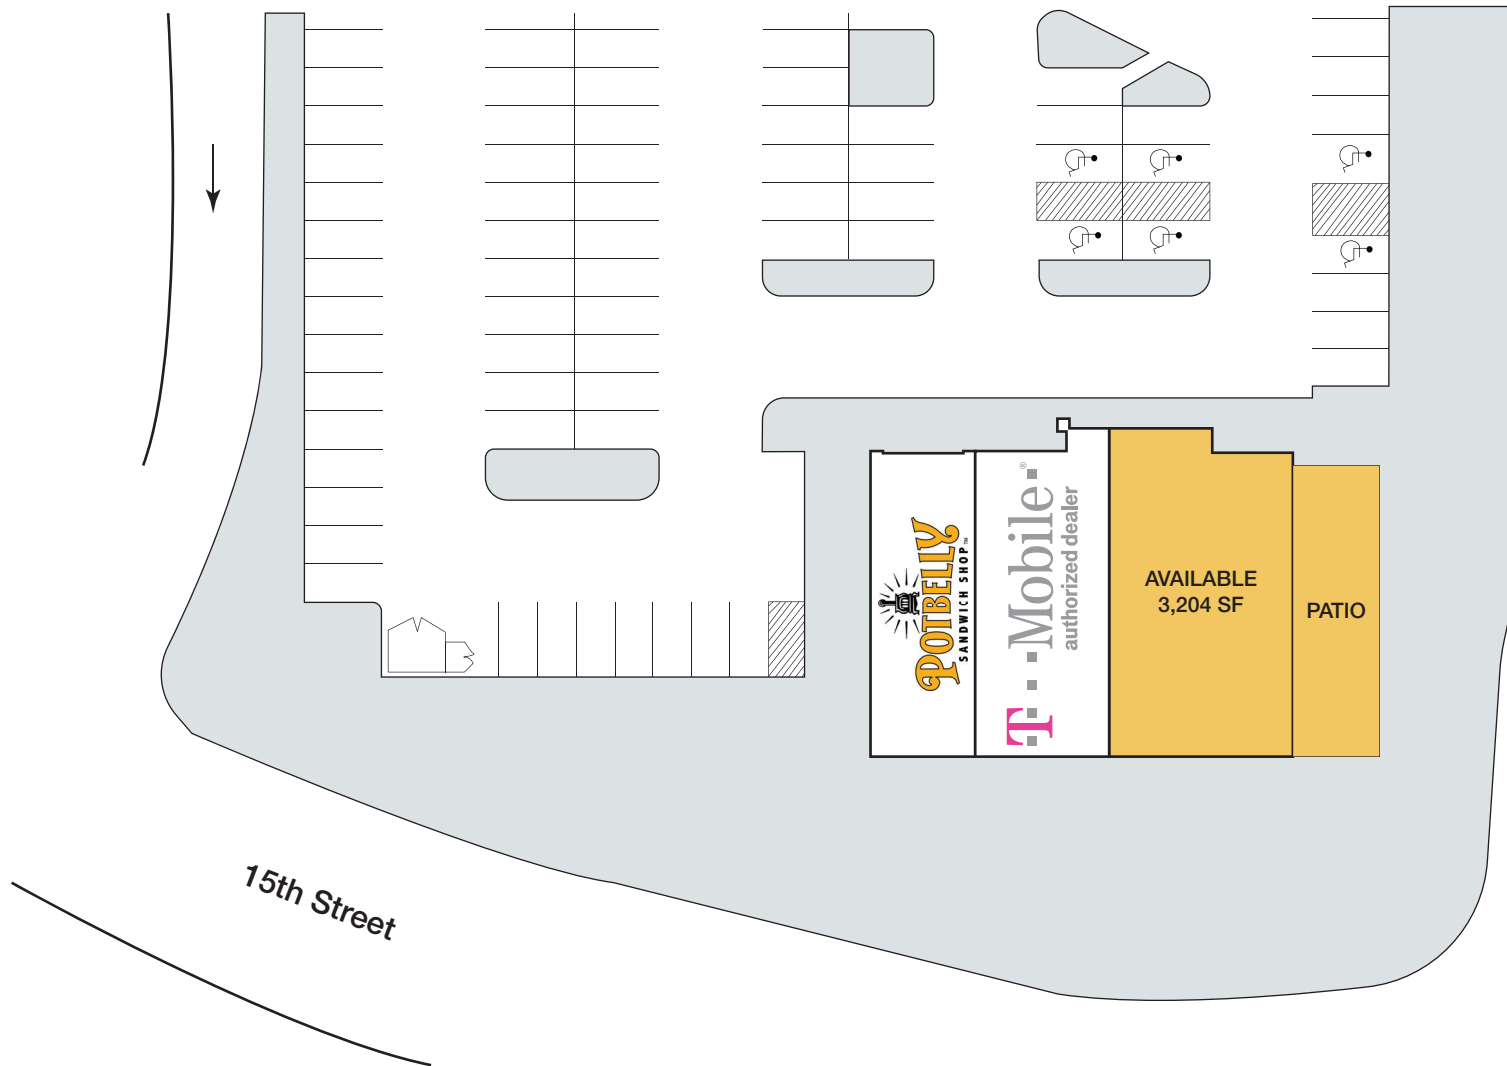 POTBELLY
SANDWICH SHOP™
T··Mobile·®
authorized dealer
AVAILABLE
3,204 SF
PATIO
15th Street